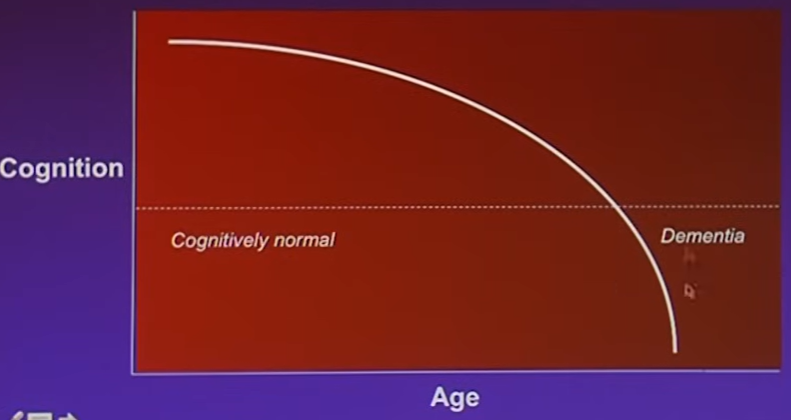 Cognition
Cognitively normal
Dementia
Age